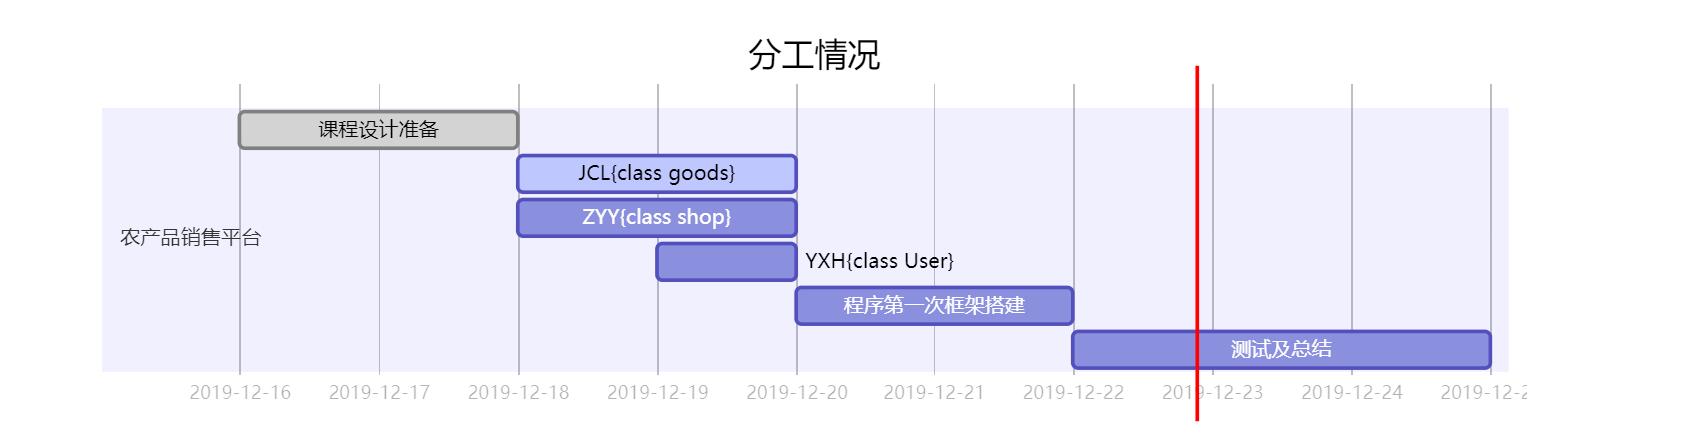 分工情况
课程设计准备
JCL{class goods}
ZYY{class shop}
农产品销售平台
YXH{class User}
程序第一次框架搭建
测试及总结
2019-12-16 2019-12-17 2019-12-18 2019-12-19 2019-12-20 2019-12-21 2019-12-22 2019-12-23 2019-12-24